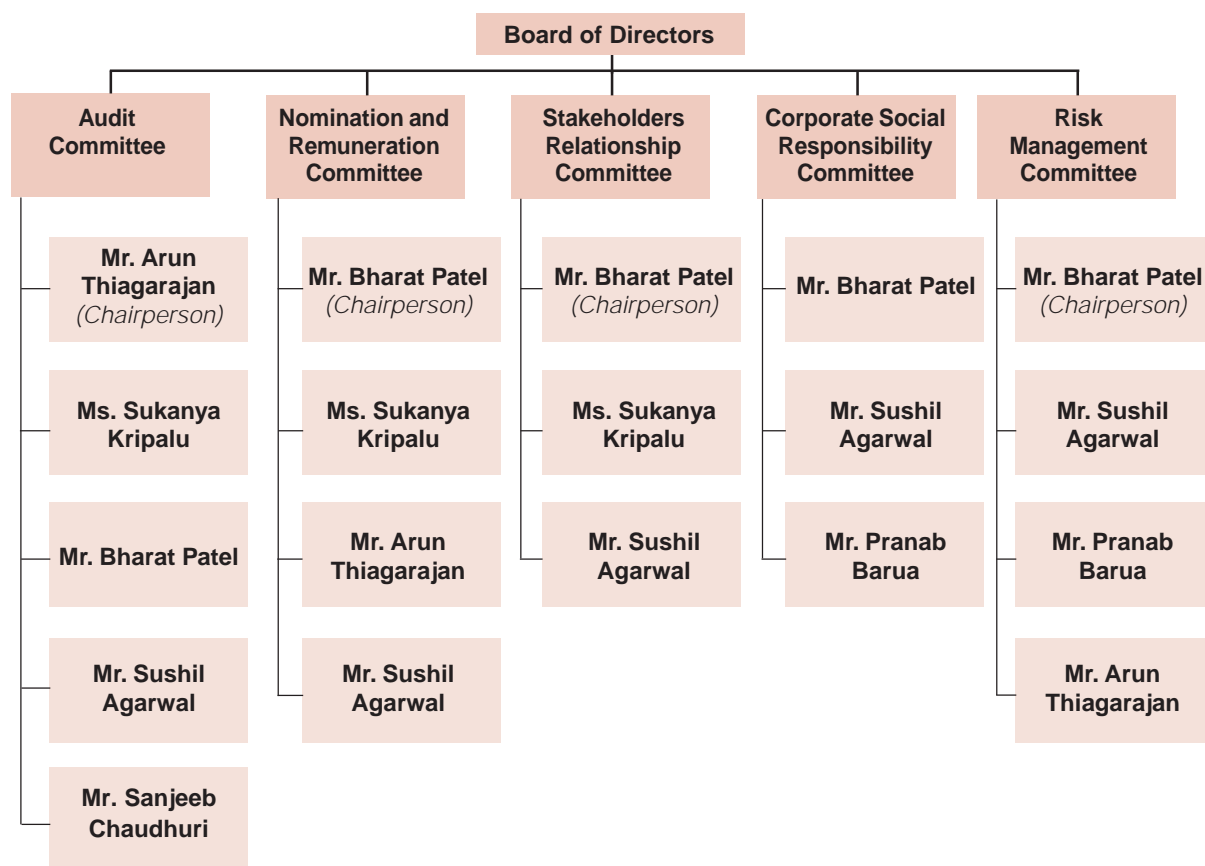 Board of Directors
Audit
Committee
Nomination and
Remuneration
Committee
Stakeholders
Relationship
Committee
Corporate Social
Responsibility
Committee
Risk
Management
Committee
Mr. Arun
Thiagarajan
(Chairperson)
Ms. Sukanya
Kripalu
Mr. Bharat Patel
Mr. Sushil
Agarwal
Mr. Sanjeeb
Chaudhuri
Mr. Bharat Patel
(Chairperson)
Ms. Sukanya
Kripalu
Mr. Arun
Thiagarajan
Mr. Sushil
Agarwal
Mr. Bharat Patel
(Chairperson)
Ms. Sukanya
Kripalu
Mr. Sushil
Agarwal
Mr. Bharat Patel
Mr. Sushil
Agarwal
Mr. Pranab
Barua
Mr. Bharat Patel
(Chairperson)
Mr. Sushil
Agarwal
Mr. Pranab
Barua
Mr. Arun
Thiagarajan